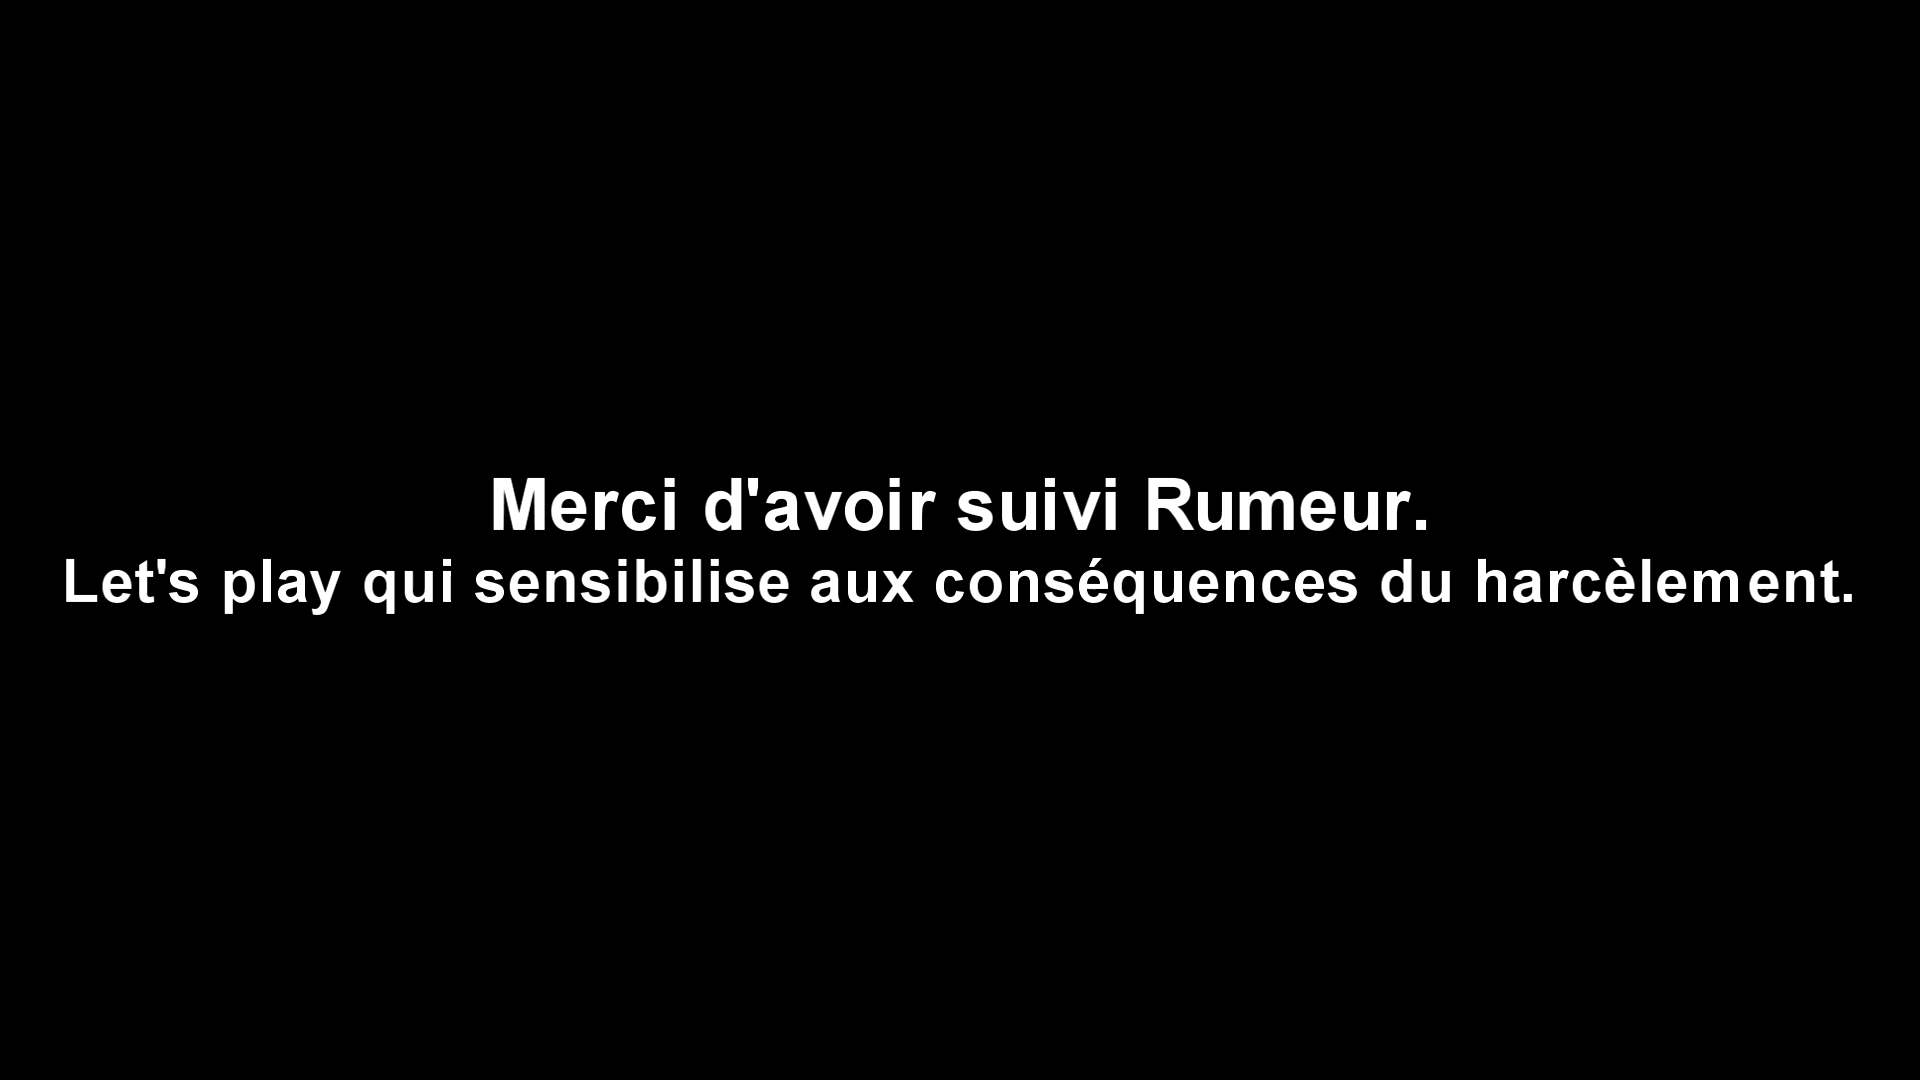 Merci d'avoir suivi Rumeur.
Let's play qui sensibilise aux conséquences du harcèlement.